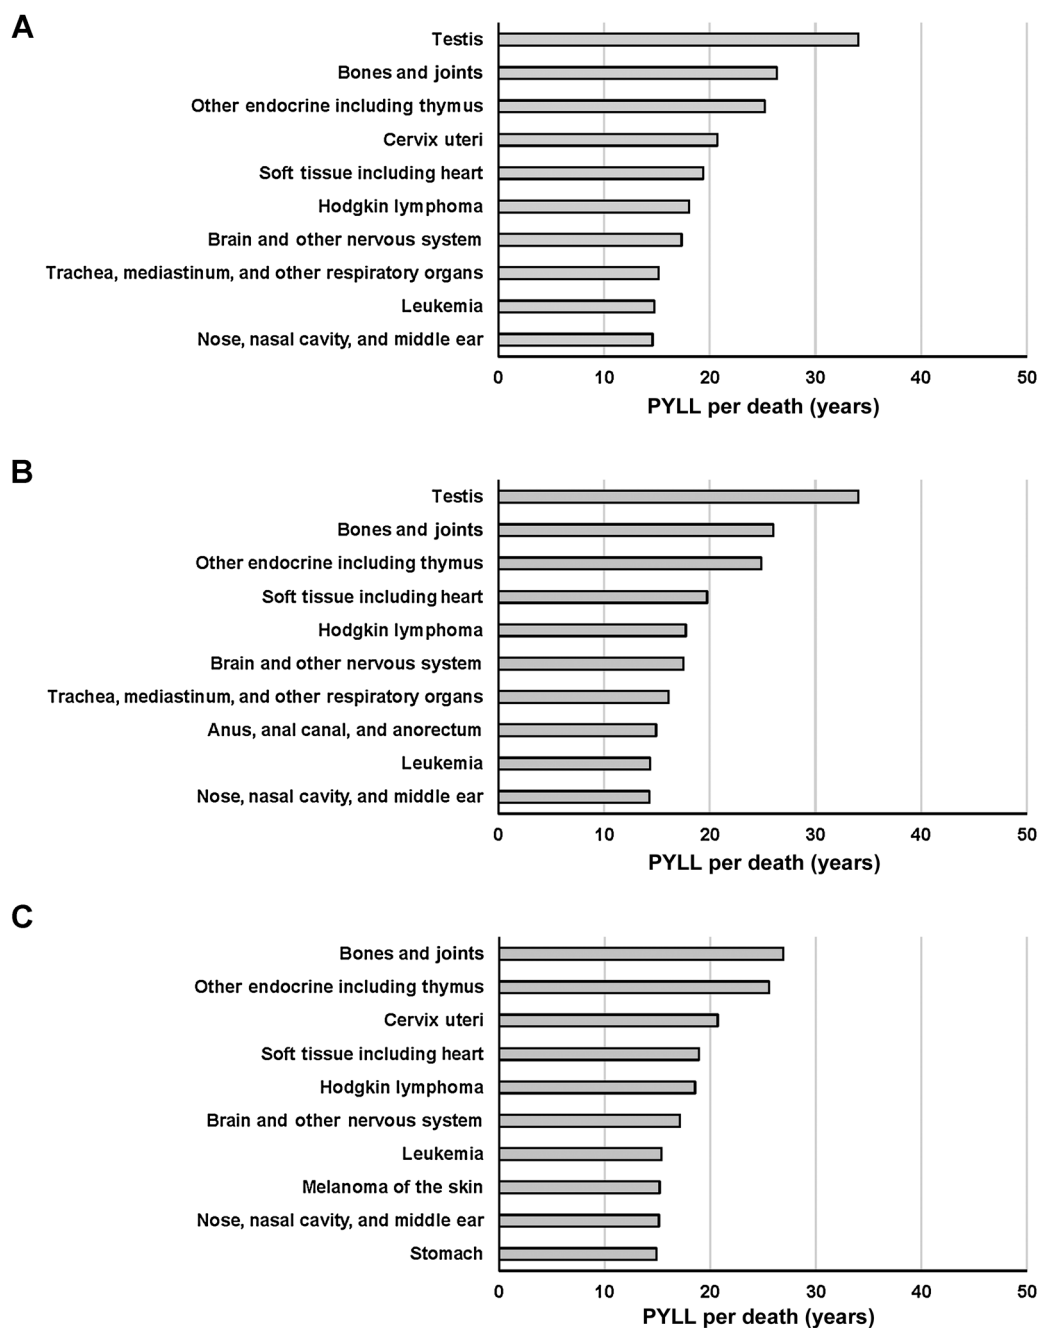 A
Testis
Bones and joints
Other endocrine including thymus
Cervix uteri
Soft tissue including heart
Hodgkin lymphoma
Brain and other nervous system
Trachea, mediastinum, and other respiratory organs
Leukemia
Nose, nasal cavity, and middle ear
0 10 20 30 40 50
PYLL per death (years)
B
Testis
Bones and joints
Other endocrine including thymus
Soft tissue including heart
Hodgkin lymphoma
Brain and other nervous system
Trachea, mediastinum, and other respiratory organs
Anus, anal canal, and anorectum
Leukemia
Nose, nasal cavity, and middle ear
0 10 20 30 40 50
PYLL per death (years)
C
Bones and joints
Other endocrine including thymus
Cervix uteri
Soft tissue including heart
Hodgkin lymphoma
Brain and other nervous system
Leukemia
Melanoma of the skin
Nose, nasal cavity, and middle ear
Stomach
0 10 20 30 40 50
PYLL per death (years)